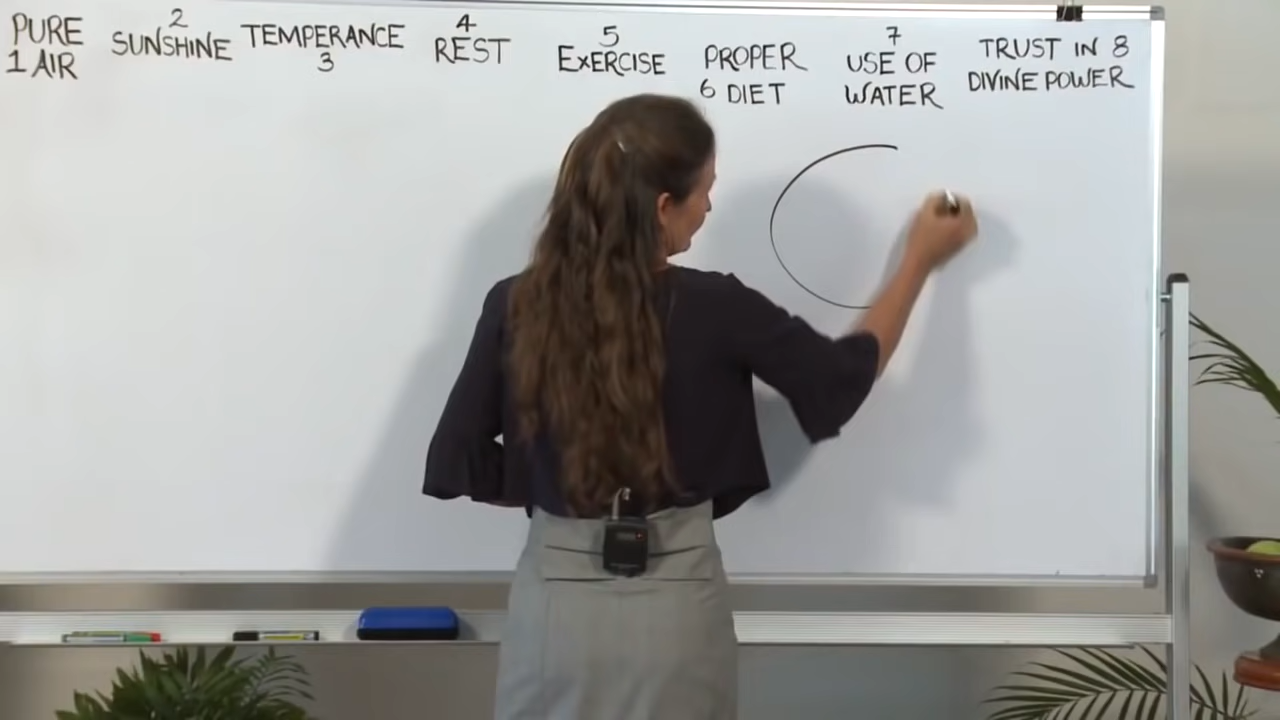 PURE
1 AIR
2
SUNSHINE
TEMPERANCE
3
4
REST
5
EXERCISE
PROPER
6 DIET
7
USE OF
WATER
TRUST IN 8
DIVINE POWER